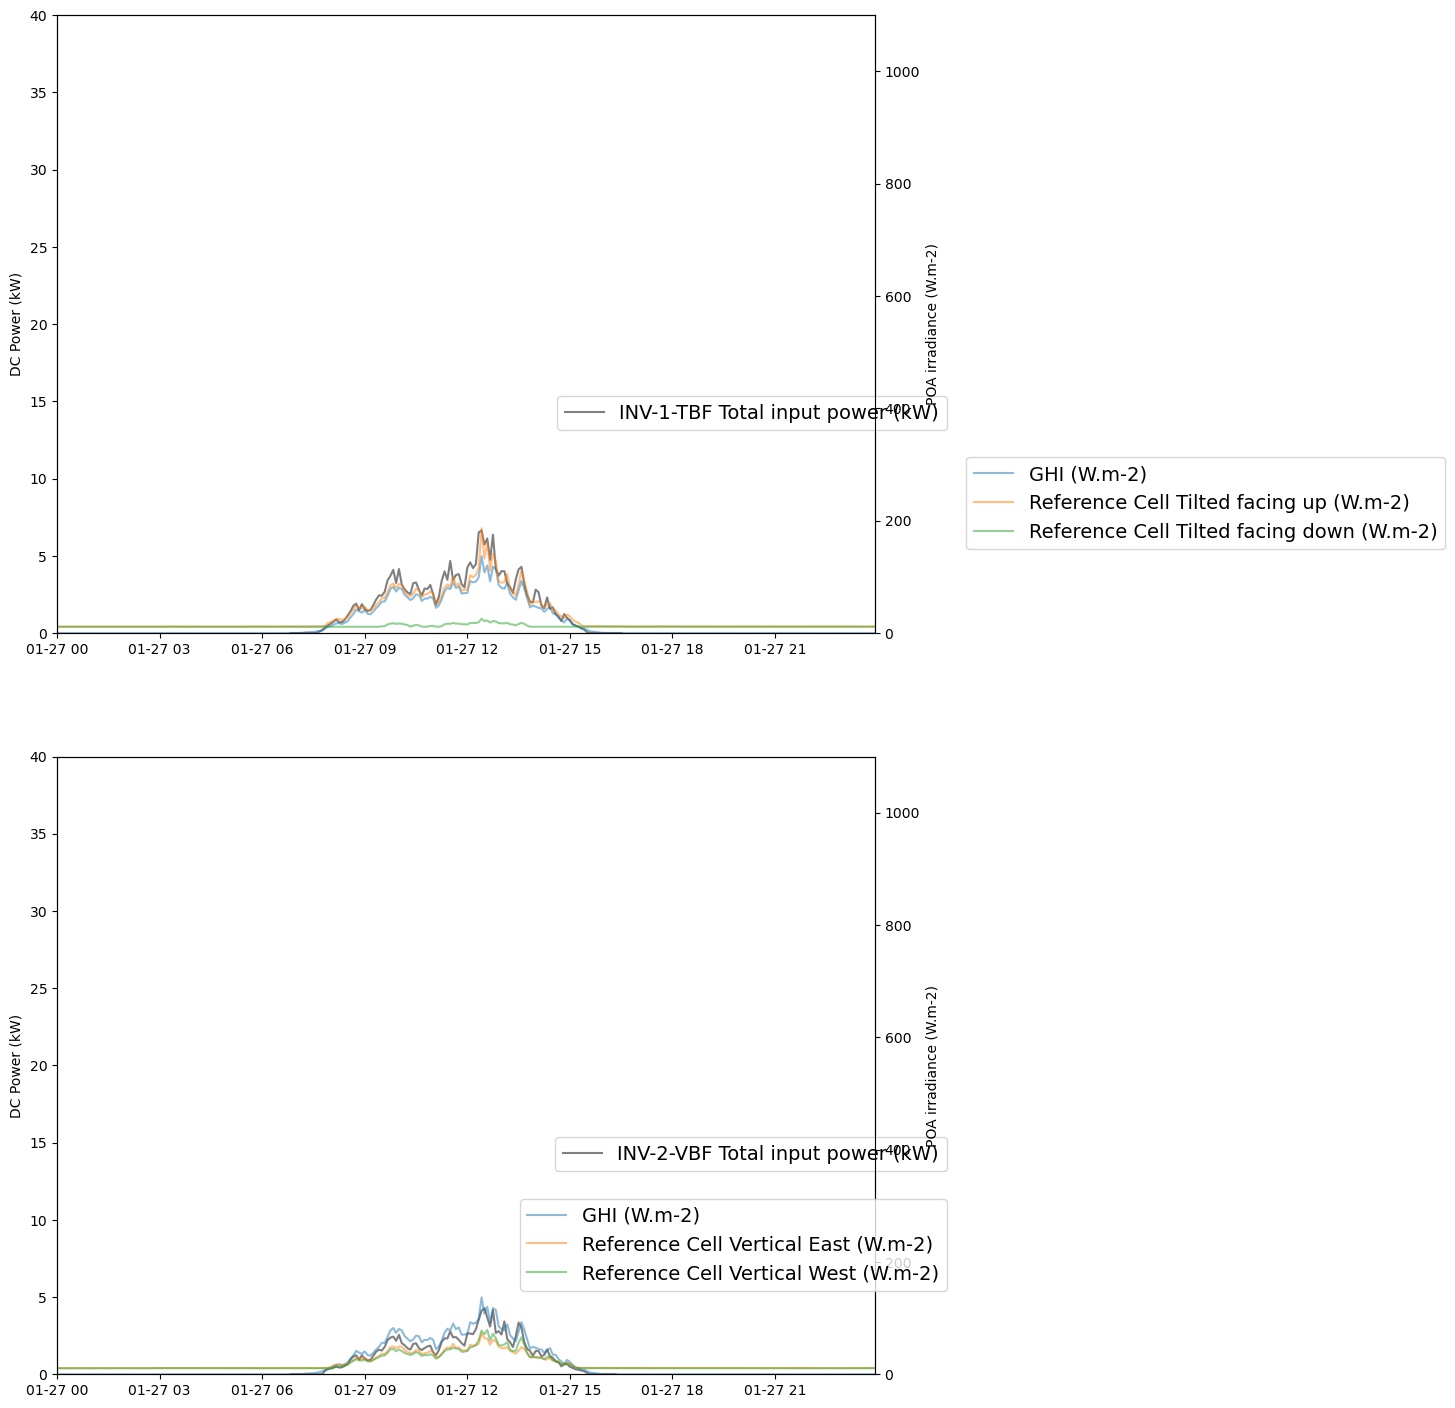 40
35
30
25
20
15
10
5
0
DC Power (kW)
1000
800
600
400
200
0
POA irradiance (W.m-2)
INV-1-TBF Total input power (kW)
GHI (W.m-2)
Reference Cell Tilted facing up (W.m-2)
Reference Cell Tilted facing down (W.m-2)
01-27 00 01-27 03 01-27 06 01-27 09 01-27 12 01-27 15 01-27 18 01-27 21
40
35
30
25
20
15
10
5
0
DC Power (kW)
1000
800
600
400
200
0
POA irradiance (W.m-2)
INV-2-VBF Total input power (kW)
GHI (W.m-2)
Reference Cell Vertical East (W.m-2)
Reference Cell Vertical West (W.m-2)
01-27 00 01-27 03 01-27 06 01-27 09 01-27 12 01-27 15 01-27 18 01-27 21